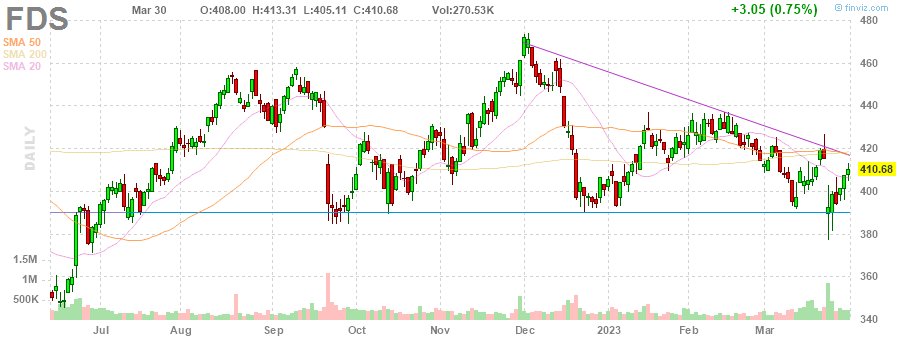 FDS
Mar 30 O:408.00 H:413.31 L:405.11 C:410.68 Vol:270.53K +3.05 (0.75%)
finviz.com
SMA 50
SMA 200
SMA 20
DAILY
480
460
440
420
410.68
400
380
360
340
1.5M
1M
500K
Jul Aug Sep Oct Nov Dec 2023 Feb Mar